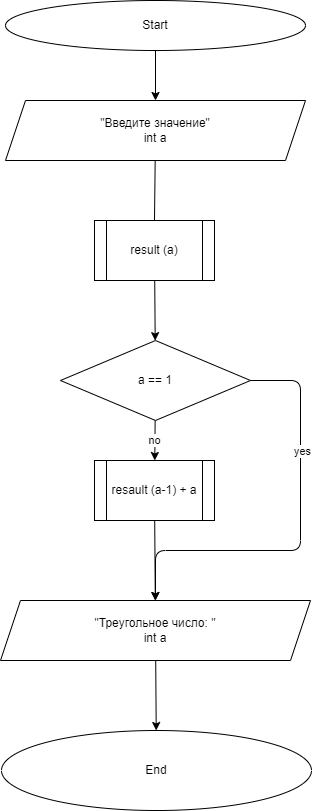 Start
"Введите значение"
int a
result (a)
a == 1
no
yes
resault (a-1) + a
"Треугольное число: "
int a
End